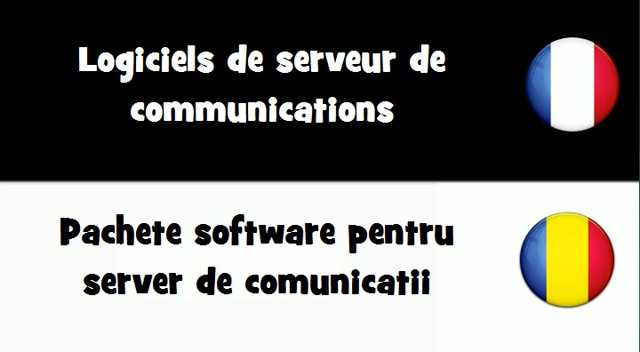 Logiciels de serveur de
communications
Pachete software pentru
server de comunicatii